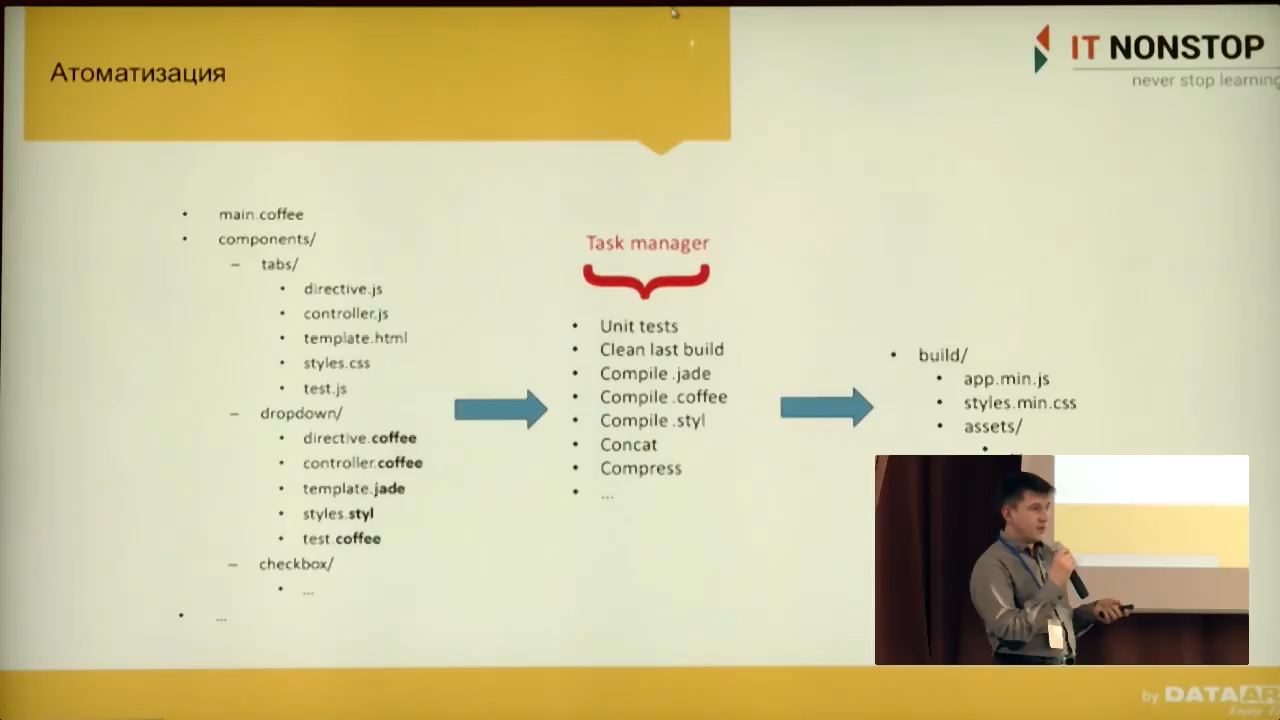 Атоматизация
IT NONSTOP
never stop learning
• main.coffee
• components/
– tabs/
• directive.js
• controller.js
• template.html
• styles.css
• test.js
– dropdown/
• directive.coffee
• controller.coffee
• template.jade
• styles.styl
• test.coffee
– checkbox/
• ...
• ...
Task manager
• Unit tests
• Clean last build
• Compile .jade
• Compile .coffee
• Compile .styl
• Concat
• Compress
• ...
• build/
• app.min.js
• styles.min.css
• assets/
by DATAAR